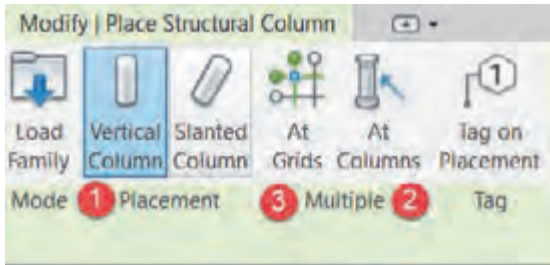 Modify | Place Structural Column
1
Load Vertical Slanted At At Tag on
Family Column Column Grids Columns Placement
Mode 1 Placement 3 Multiple 2 Tag